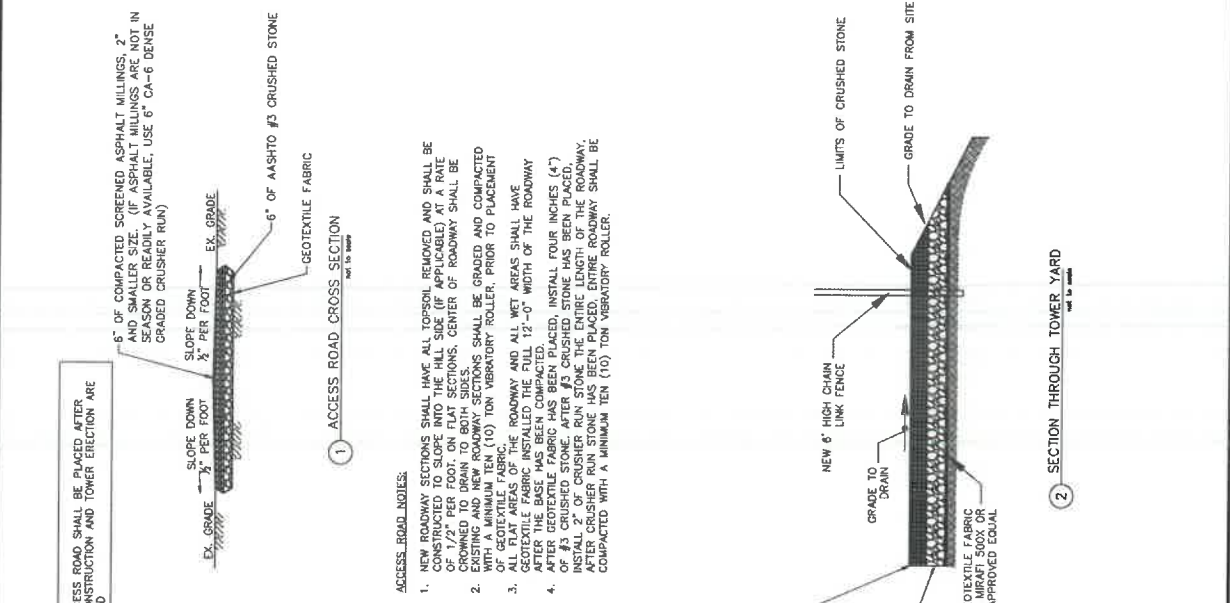 ESS ROAD SHALL BE PLACED AFTER
ONSTRUCTION AND TOWER ERECTION ARE
D
6" OF COMPACTED SCREENED ASPHALT MILLINGS, 2"
AND SMALLER SIZE. (IF ASPHALT MILLINGS ARE NOT IN
SEASON OR READILY AVAILABLE, USE 6" CA-6 DENSE
GRADED CRUSHER RUN)
SLOPE DOWN
½" PER FOOT
SLOPE DOWN
½" PER FOOT
EX. GRADE
EX. GRADE
6" OF AASHTO #3 CRUSHED STONE
GEOTEXTILE FABRIC
1
ACCESS ROAD CROSS SECTION
not to scale
ACCESS ROAD NOTES:
1. NEW ROADWAY SECTIONS SHALL HAVE ALL TOPSOIL REMOVED AND SHALL BE
CONSTRUCTED TO SLOPE INTO THE HILL SIDE (IF APPLICABLE) AT A RATE
OF 1/2" PER FOOT. ON FLAT SECTIONS, CENTER OF ROADWAY SHALL BE
CROWNED TO DRAIN TO BOTH SIDES.
2. EXISTING AND NEW ROADWAY SECTIONS SHALL BE GRADED AND COMPACTED
WITH A MINIMUM TEN (10) TON VIBRATORY ROLLER, PRIOR TO PLACEMENT
OF GEOTEXTILE FABRIC.
3. ALL FLAT AREAS OF THE ROADWAY AND ALL WET AREAS SHALL HAVE
GEOTEXTILE FABRIC INSTALLED THE FULL 12'-0" WIDTH OF THE ROADWAY
AFTER THE BASE HAS BEEN COMPACTED.
4. AFTER GEOTEXTILE FABRIC HAS BEEN PLACED, INSTALL FOUR INCHES (4")
OF #3 CRUSHED STONE. AFTER #3 CRUSHED STONE HAS BEEN PLACED,
INSTALL 2" OF CRUSHER RUN STONE THE ENTIRE LENGTH OF THE ROADWAY.
AFTER CRUSHER RUN STONE HAS BEEN PLACED, ENTIRE ROADWAY SHALL BE
COMPACTED WITH A MINIMUM TEN (10) TON VIBRATORY ROLLER.
NEW 6' HIGH CHAIN
LINK FENCE
LIMITS OF CRUSHED STONE
GRADE TO DRAIN FROM SITE
GRADE TO
DRAIN
OTEXTILE FABRIC
MIRAFI 500X OR
APPROVED EQUAL
2
SECTION THROUGH TOWER YARD
not to scale